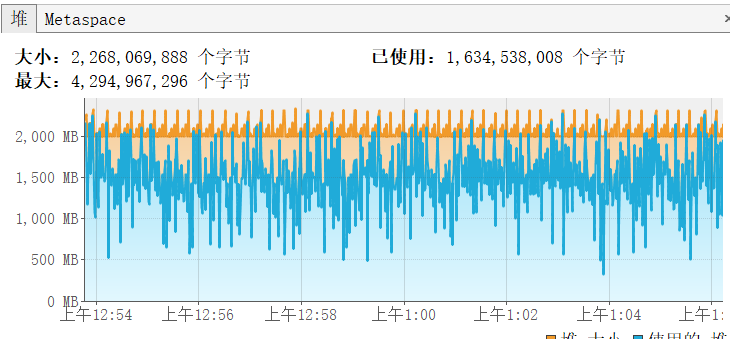 堆 Metaspace ×
大小: 2,268,069,888 个字节 已使用: 1,634,538,008 个字节
最大: 4,294,967,296 个字节
2,000 MB
1,500 MB
1,000 MB
500 MB
0 MB
上午12:54 上午12:56 上午12:58 上午1:00 上午1:02 上午1:04 上午1:
堆 大小 使用的 堆